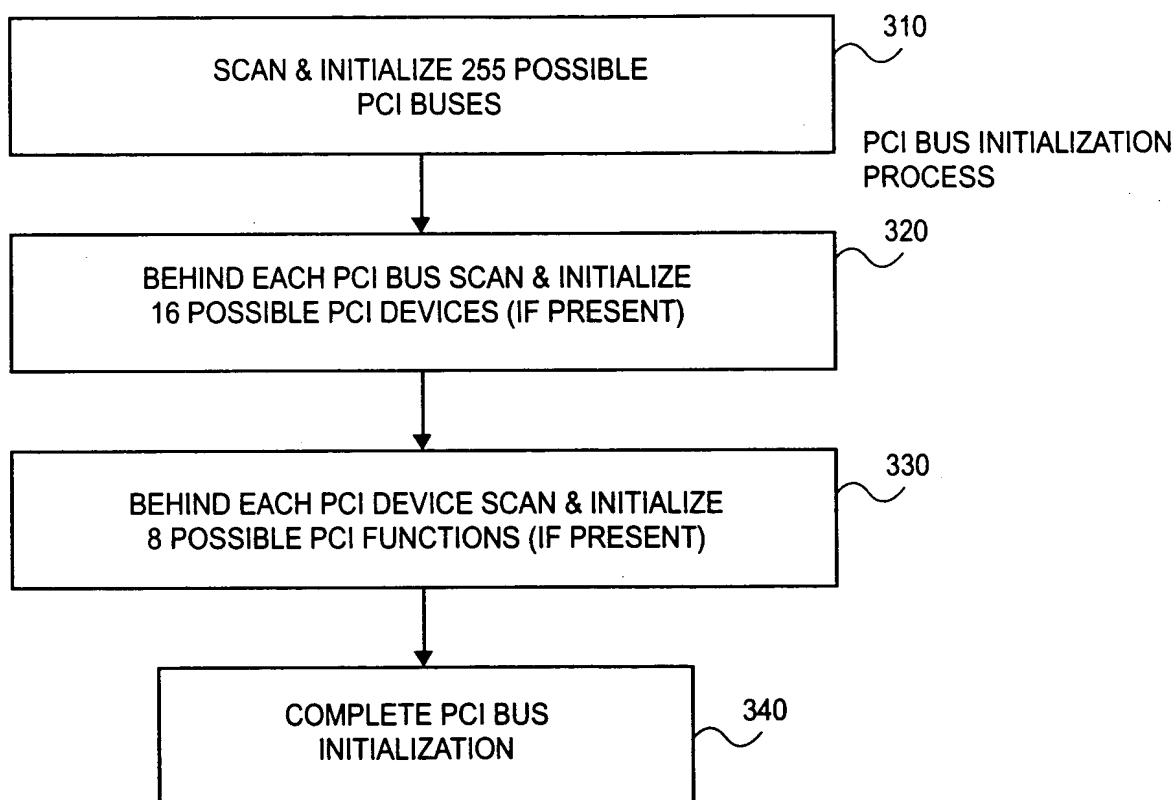 310
SCAN & INITIALIZE 255 POSSIBLE
PCI BUSES
PCI BUS INITIALIZATION
PROCESS
320
BEHIND EACH PCI BUS SCAN & INITIALIZE
16 POSSIBLE PCI DEVICES (IF PRESENT)
330
BEHIND EACH PCI DEVICE SCAN & INITIALIZE
8 POSSIBLE PCI FUNCTIONS (IF PRESENT)
340
COMPLETE PCI BUS
INITIALIZATION